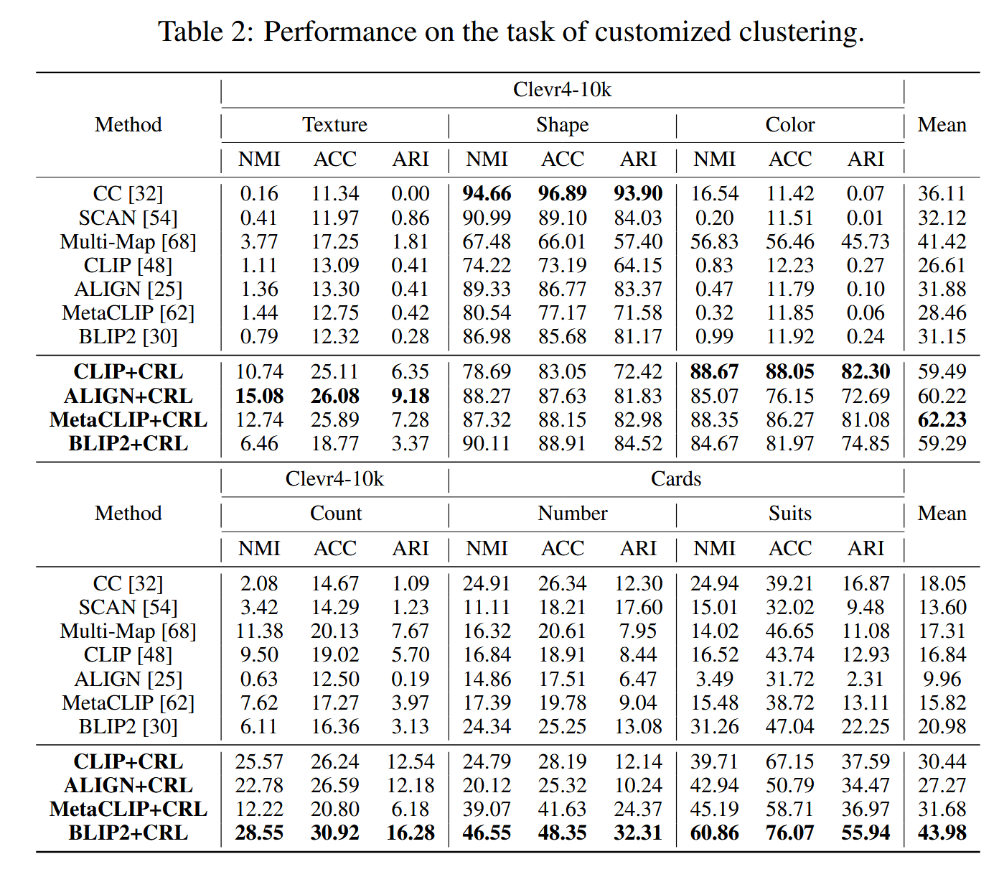 Table 2: Performance on the task of customized clustering.
Clevr4-10k
Method Texture Shape Color Mean
NMI ACC ARI NMI ACC ARI NMI ACC ARI
CC [32] 0.16 11.34 0.00 94.66 96.89 93.90 16.54 11.42 0.07 36.11
SCAN [54] 0.41 11.97 0.86 90.99 89.10 84.03 0.20 11.51 0.01 32.12
Multi-Map [68] 3.77 17.25 1.81 67.48 66.01 57.40 56.83 56.46 45.73 41.42
CLIP [48] 1.11 13.09 0.41 74.22 73.19 64.15 0.83 12.23 0.27 26.61
ALIGN [25] 1.36 13.30 0.41 89.33 86.77 83.37 0.47 11.79 0.10 31.88
MetaCLIP [62] 1.44 12.75 0.42 80.54 77.17 71.58 0.32 11.85 0.06 28.46
BLIP2 [30] 0.79 12.32 0.28 86.98 85.68 81.17 0.99 11.92 0.24 31.15
CLIP+CRL 10.74 25.11 6.35 78.69 83.05 72.42 88.67 88.05 82.30 59.49
ALIGN+CRL 15.08 26.08 9.18 88.27 87.63 81.83 85.07 76.15 72.69 60.22
MetaCLIP+CRL 12.74 25.89 7.28 87.32 88.15 82.98 88.35 86.27 81.08 62.23
BLIP2+CRL 6.46 18.77 3.37 90.11 88.91 84.52 84.67 81.97 74.85 59.29
Clevr4-10k Cards
Method Count Number Suits Mean
NMI ACC ARI NMI ACC ARI NMI ACC ARI
CC [32] 2.08 14.67 1.09 24.91 26.34 12.30 24.94 39.21 16.87 18.05
SCAN [54] 3.42 14.29 1.23 11.11 18.21 17.60 15.01 32.02 9.48 13.60
Multi-Map [68] 11.38 20.13 7.67 16.32 20.61 7.95 14.02 46.65 11.08 17.31
CLIP [48] 9.50 19.02 5.70 16.84 18.91 8.44 16.52 43.74 12.93 16.84
ALIGN [25] 0.63 12.50 0.19 14.86 17.51 6.47 3.49 31.72 2.31 9.96
MetaCLIP [62] 7.62 17.27 3.97 17.39 19.78 9.04 15.48 38.72 13.11 15.82
BLIP2 [30] 6.11 16.36 3.13 24.34 25.25 13.08 31.26 47.04 22.25 20.98
CLIP+CRL 25.57 26.24 12.54 24.79 28.19 12.14 39.71 67.15 37.59 30.44
ALIGN+CRL 22.78 26.59 12.18 20.12 25.32 10.24 42.94 50.79 34.47 27.27
MetaCLIP+CRL 12.22 20.80 6.18 39.07 41.63 24.37 45.19 58.71 36.97 31.68
BLIP2+CRL 28.55 30.92 16.28 46.55 48.35 32.31 60.86 76.07 55.94 43.98